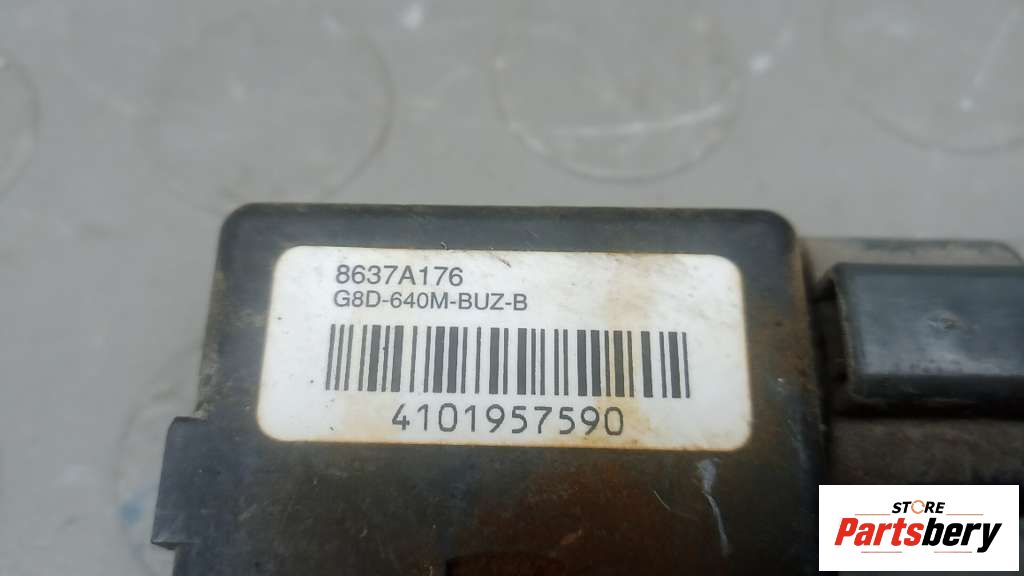 8637A176
G8D-640M-BUZ-B
4101957590
STORE
Partsbery